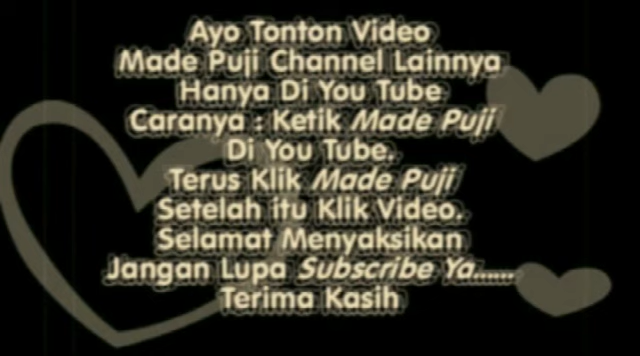 Ayo Tonton Video
Made Puji Channel Lainnya
Hanya Di You Tube
Caranya : Ketik Made Puji
Di You Tube.
Terus Klik Made Puji
Setelah itu Klik Video.
Selamat Menyaksikan
Jangan Lupa Subscribe Ya......
Terima Kasih